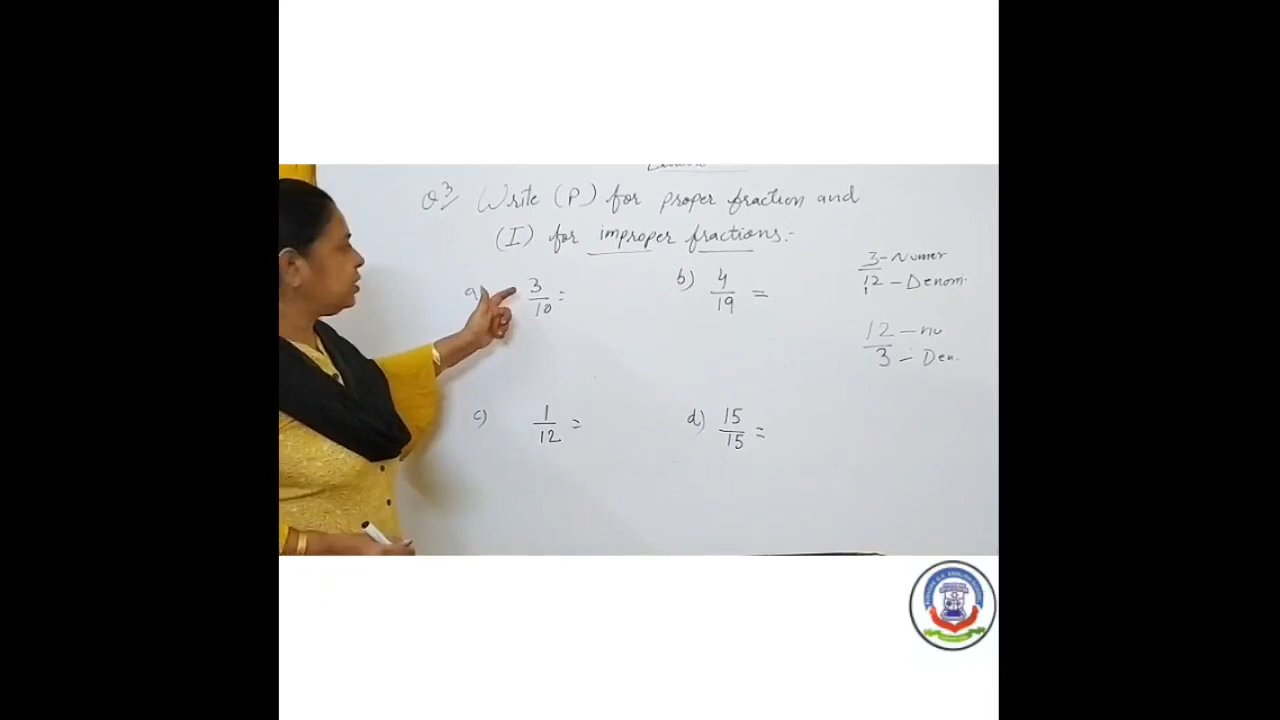 Q3 Write (P) for proper fraction and
(I) for improper fractions:-
a) 3/10 =
b) 4/19 =
3 - Numer
12 - Denom.
12 - nu
3 - Den.
c) 1/12 =
d) 15/15 =